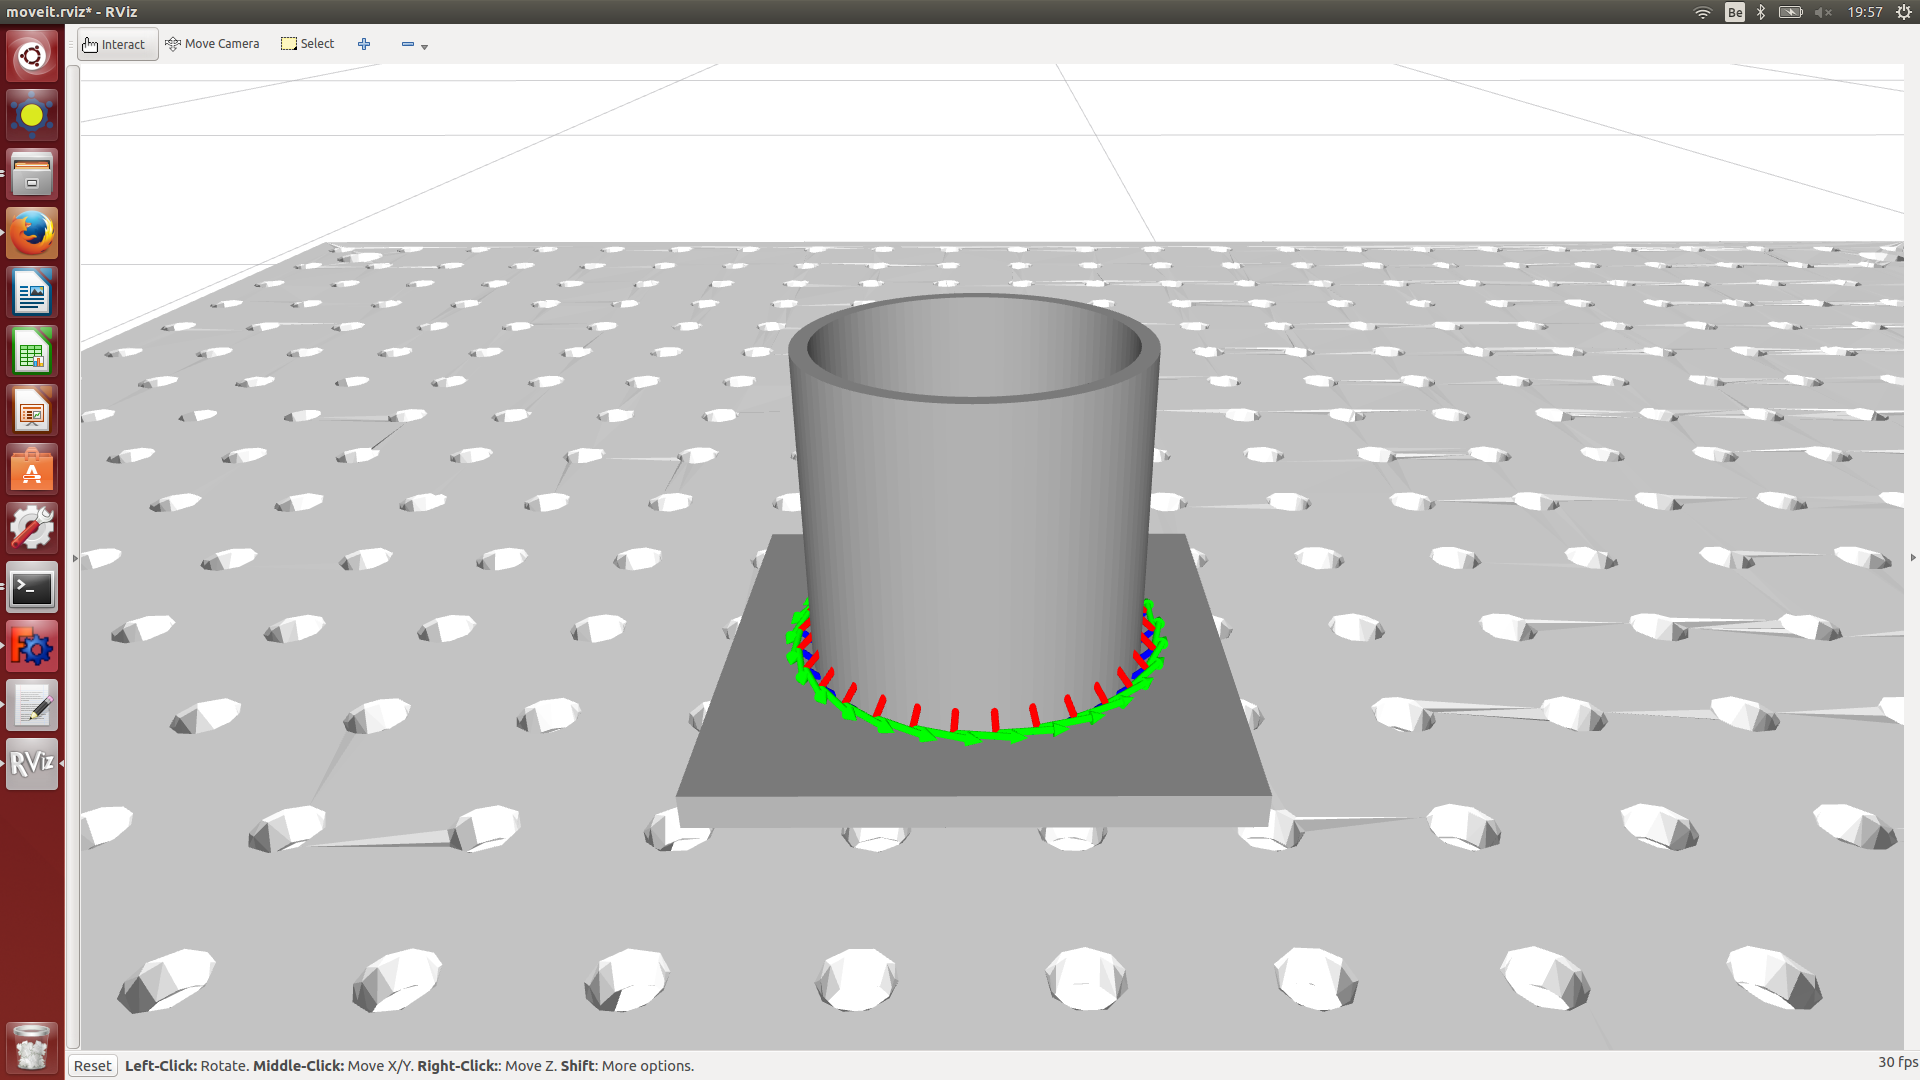 moveit.rviz* - RViz
Be
19:57
Interact
Move Camera
Select
A
>_
F
RViz
Reset
Left-Click: Rotate. Middle-Click: Move X/Y. Right-Click:: Move Z. Shift: More options.
30 fps